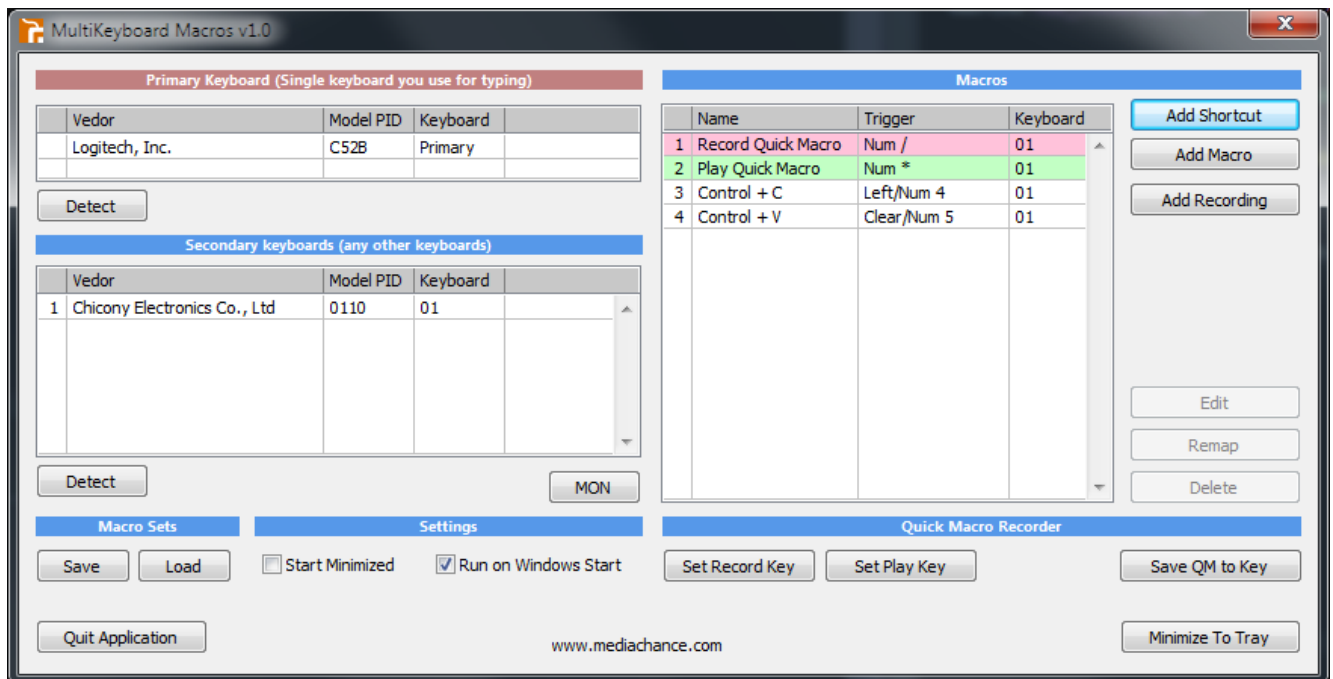 MultiKeyboard Macros v1.0
Primary Keyboard (Single keyboard you use for typing)
Vedor Model PID Keyboard
Logitech, Inc. C52B Primary
Detect
Secondary keyboards (any other keyboards)
Vedor Model PID Keyboard
1 Chicony Electronics Co., Ltd 0110 01
Detect
MON
Macros
Name Trigger Keyboard
1 Record Quick Macro Num / 01
2 Play Quick Macro Num * 01
3 Control + C Left/Num 4 01
4 Control + V Clear/Num 5 01
Add Shortcut
Add Macro
Add Recording
Edit
Remap
Delete
Macro Sets
Save Load
Settings
Start Minimized Run on Windows Start
Quick Macro Recorder
Set Record Key Set Play Key Save QM to Key
Quit Application
www.mediachance.com
Minimize To Tray